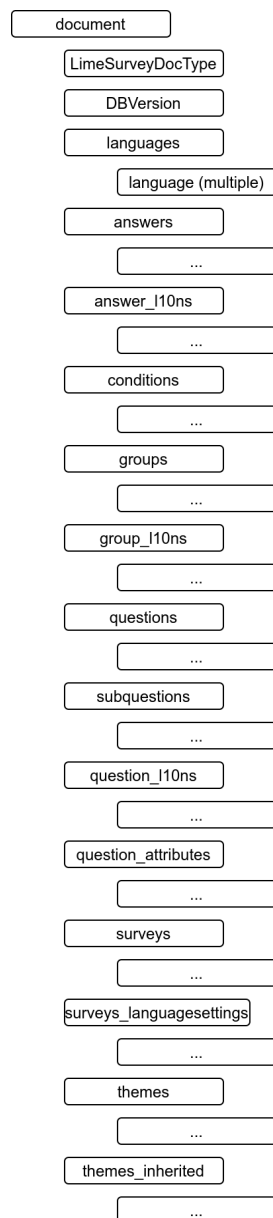 document
LimeSurveyDocType
DBVersion
languages
language (multiple)
answers
...
answer_l10ns
...
conditions
...
groups
...
group_l10ns
...
questions
...
subquestions
...
question_l10ns
...
question_attributes
...
surveys
...
surveys_languagesettings
...
themes
...
themes_inherited
...